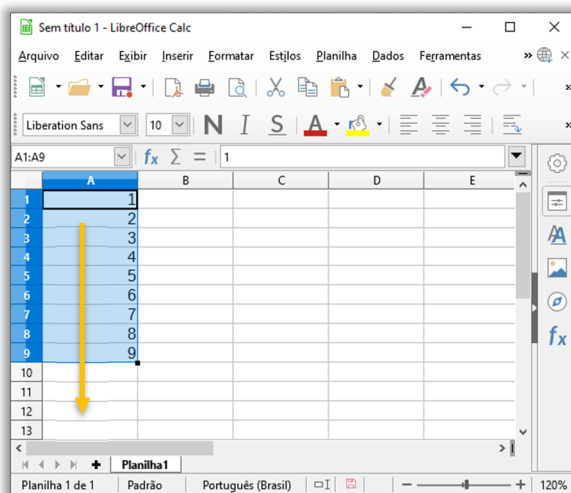 Sem título 1 - LibreOffice Calc
Arquivo Editar Exibir Inserir Formatar Estilos Planilha Dados Ferramentas »
Liberation Sans 10 N I S A
A1:A9 fx Σ = 1
A B C D E
1 1
2 2
3 3
4 4
5 5
6 6
7 7
8 8
9 9
10
11
12
13
Planilha1
Planilha 1 de 1 Padrão Português (Brasil) 120%